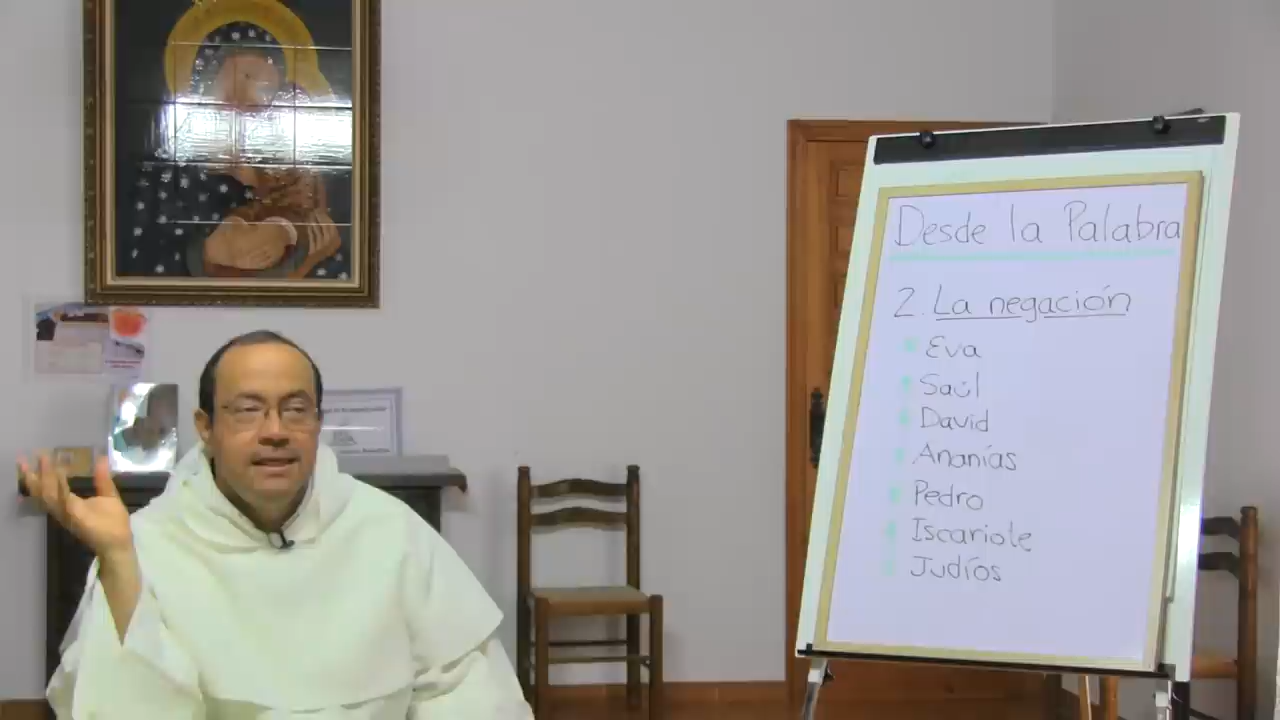 Desde la Palabra
2. La negación
Eva
Saúl
David
Ananías
Pedro
Iscariote
Judíos